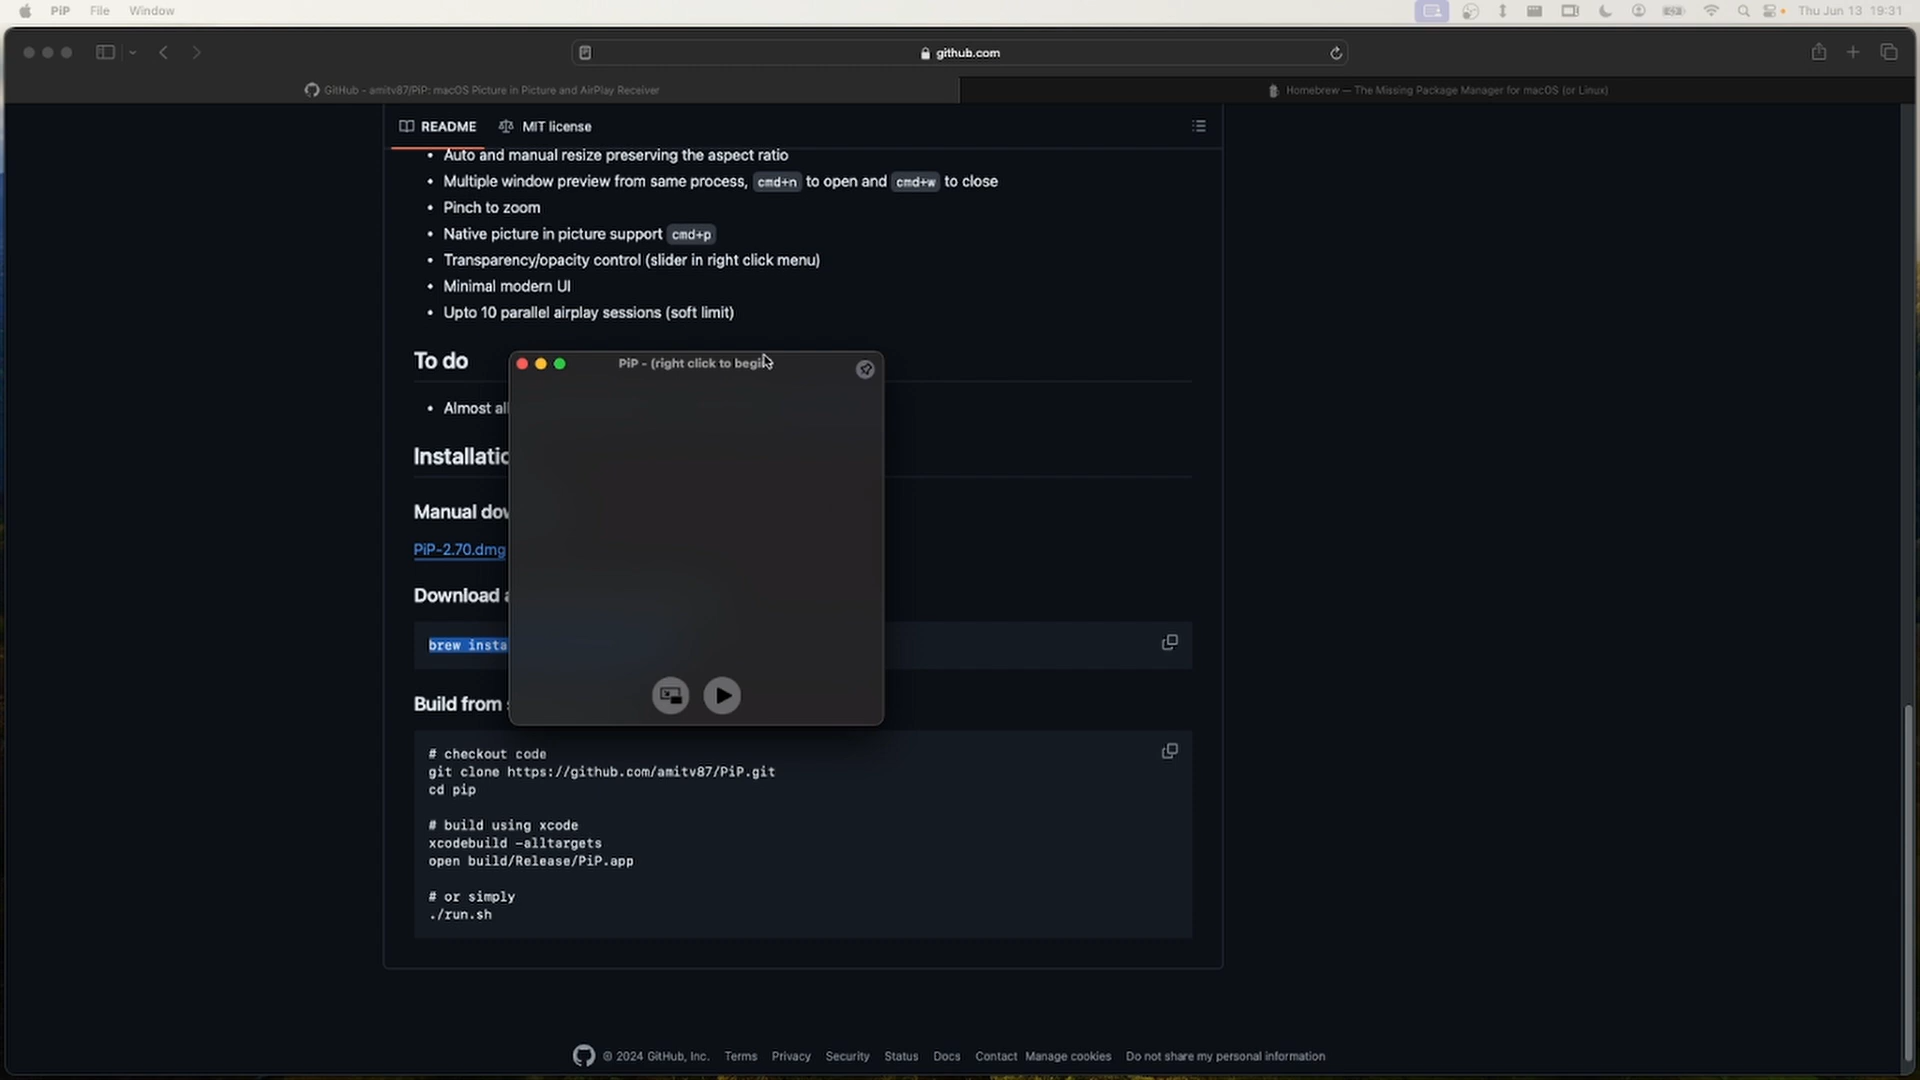 PiP File Window Thu Jun 13 19:31
github.com
GitHub - amitv87/PiP: macOS Picture in Picture and AirPlay Receiver
Homebrew — The Missing Package Manager for macOS (or Linux)
README MIT license
• Auto and manual resize preserving the aspect ratio
• Multiple window preview from same process, cmd+n to open and cmd+w to close
• Pinch to zoom
• Native picture in picture support cmd+p
• Transparency/opacity control (slider in right click menu)
• Minimal modern UI
• Upto 10 parallel airplay sessions (soft limit)
To do
PiP - (right click to begin
• Almost al
Installatio
Manual dow
PiP-2.70.dmg
Download a
brew insta
Build from s
# checkout code
git clone https://github.com/amitv87/PiP.git
cd pip
# build using xcode
xcodebuild -alltargets
open build/Release/PiP.app
# or simply
./run.sh
© 2024 GitHub, Inc. Terms Privacy Security Status Docs Contact Manage cookies Do not share my personal information